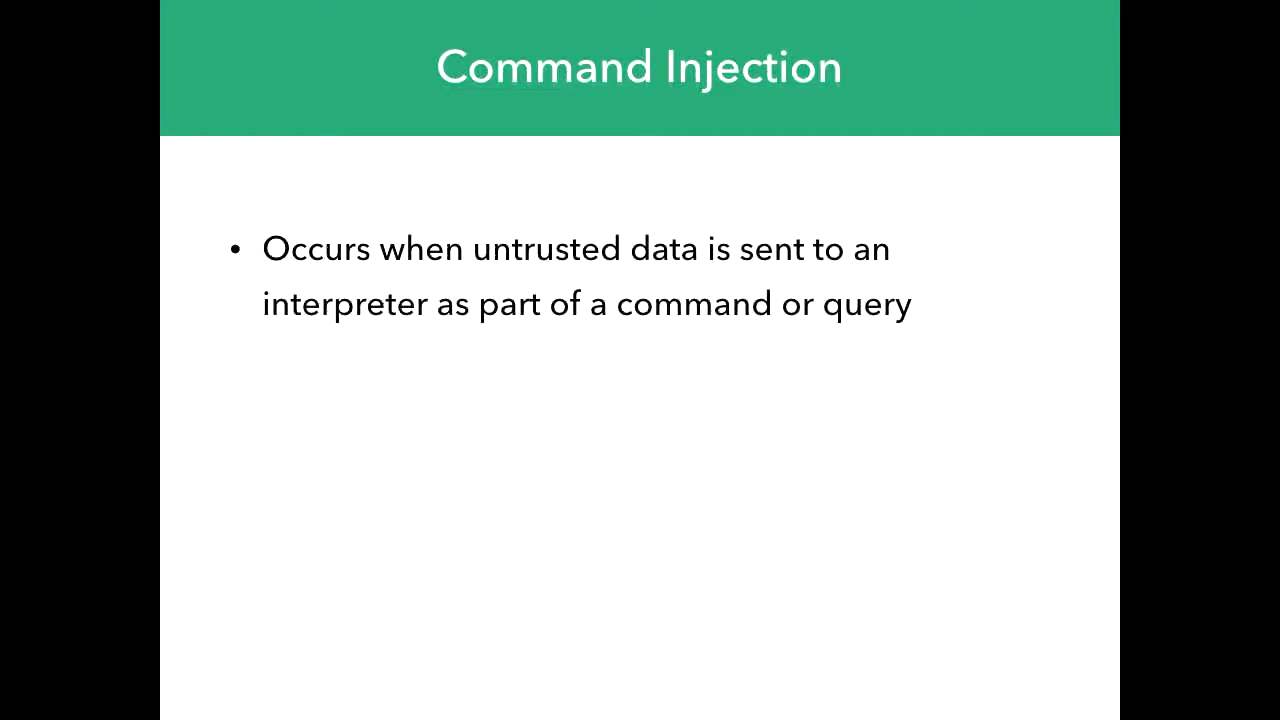 Command Injection
• Occurs when untrusted data is sent to an
interpreter as part of a command or query